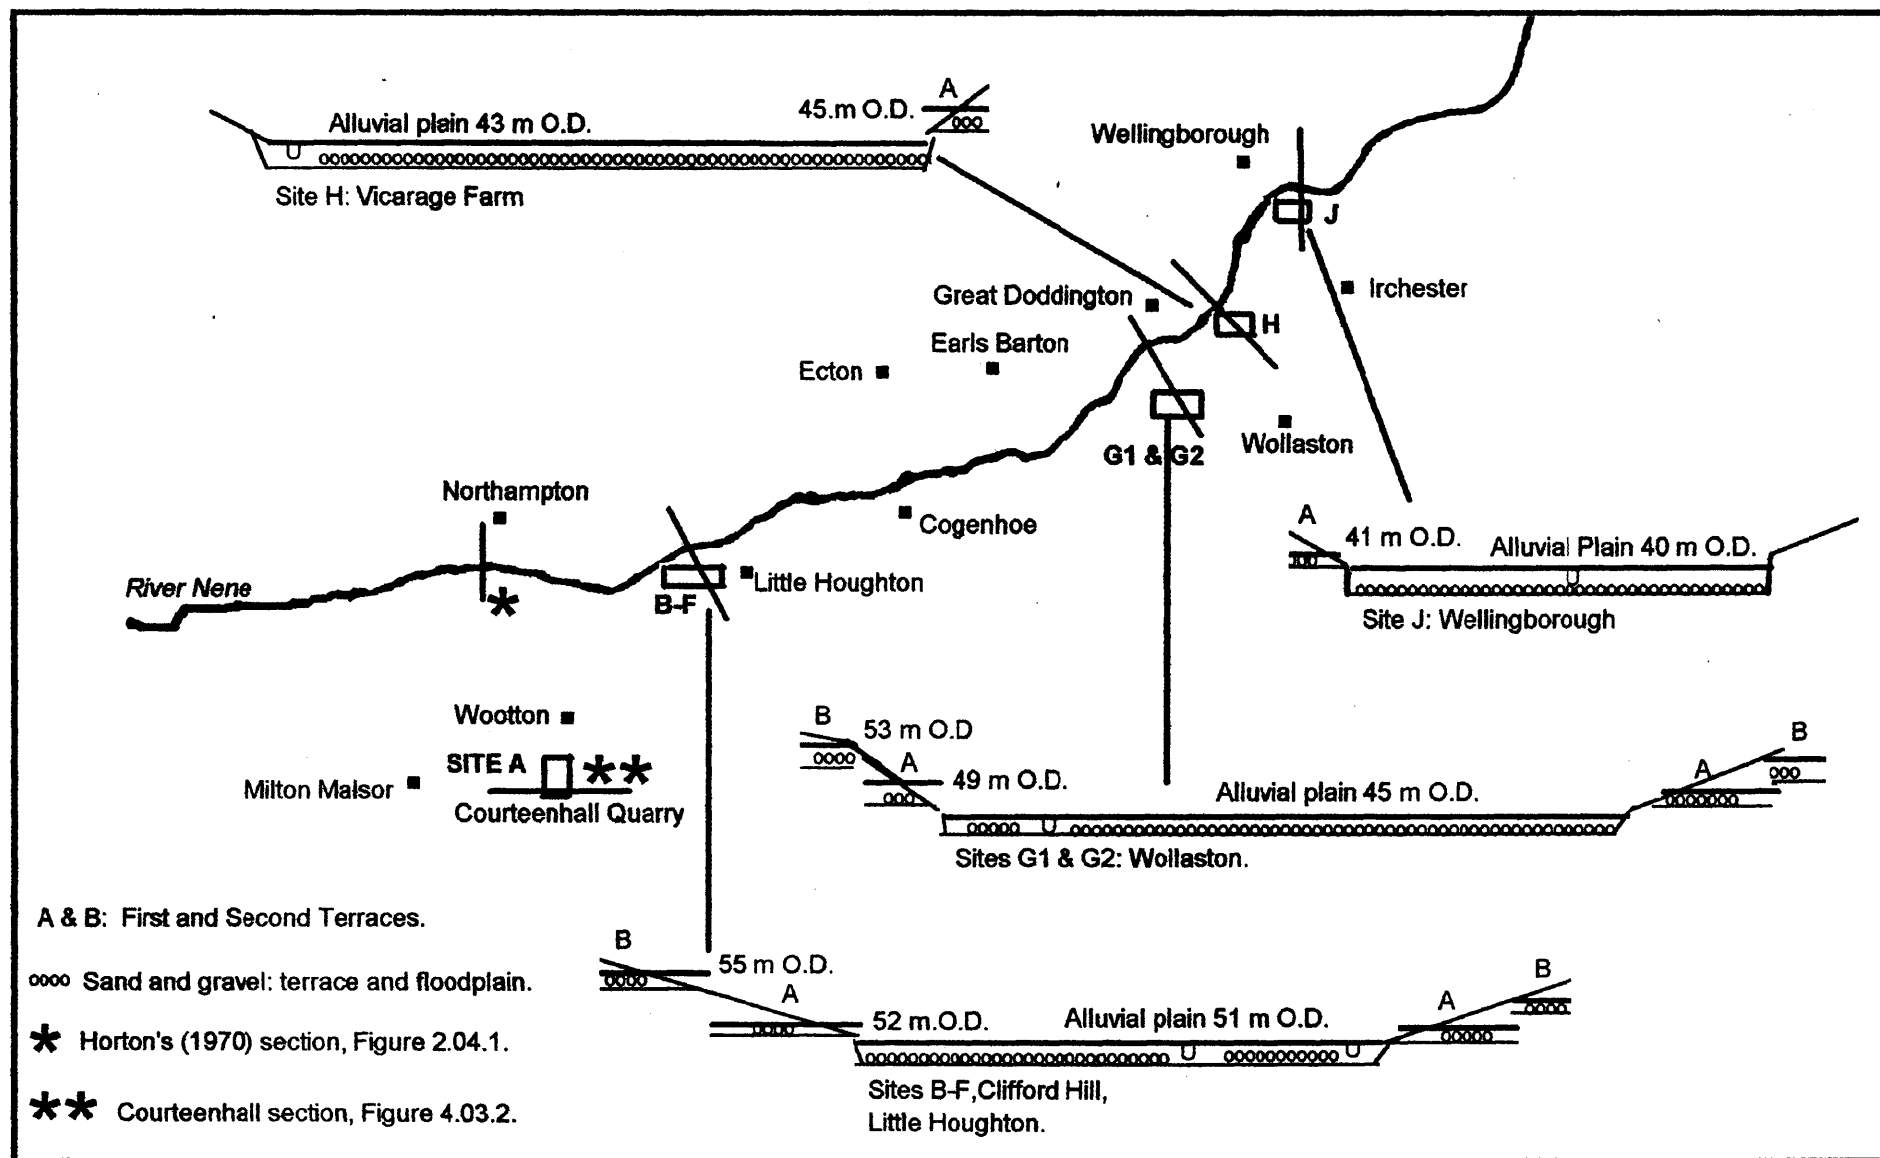 A
45.m O.D.
Alluvial plain 43 m O.D.
U
Site H: Vicarage Farm
Wellingborough
J
Irchester
Great Doddington
H
Earls Barton
Ecton
Wollaston
G1 & G2
Northampton
Cogenhoe
A
41 m O.D.
Alluvial Plain 40 m O.D.
U
Site J: Wellingborough
River Nene
Little Houghton
B-F
*
Wootton
SITE A
**
Milton Malsor
Courteenhall Quarry
B
53 m O.D
A
49 m O.D.
Alluvial plain 45 m O.D.
B
A
U
Sites G1 & G2: Wollaston.
A & B: First and Second Terraces.
oooo Sand and gravel: terrace and floodplain.
* Horton's (1970) section, Figure 2.04.1.
** Courteenhall section, Figure 4.03.2.
B
55 m O.D.
A
52 m.O.D.
Alluvial plain 51 m O.D.
A
B
U
U
Sites B-F,Clifford Hill,
Little Houghton.